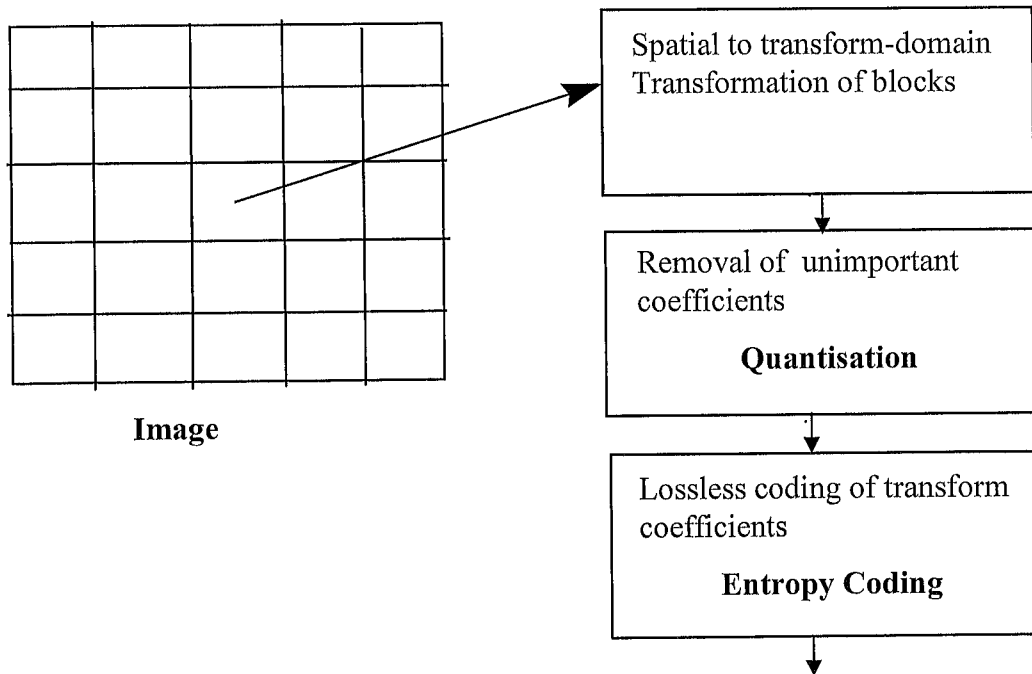 Spatial to transform-domain
Transformation of blocks
Removal of unimportant
coefficients
Quantisation
Image
Lossless coding of transform
coefficients
Entropy Coding